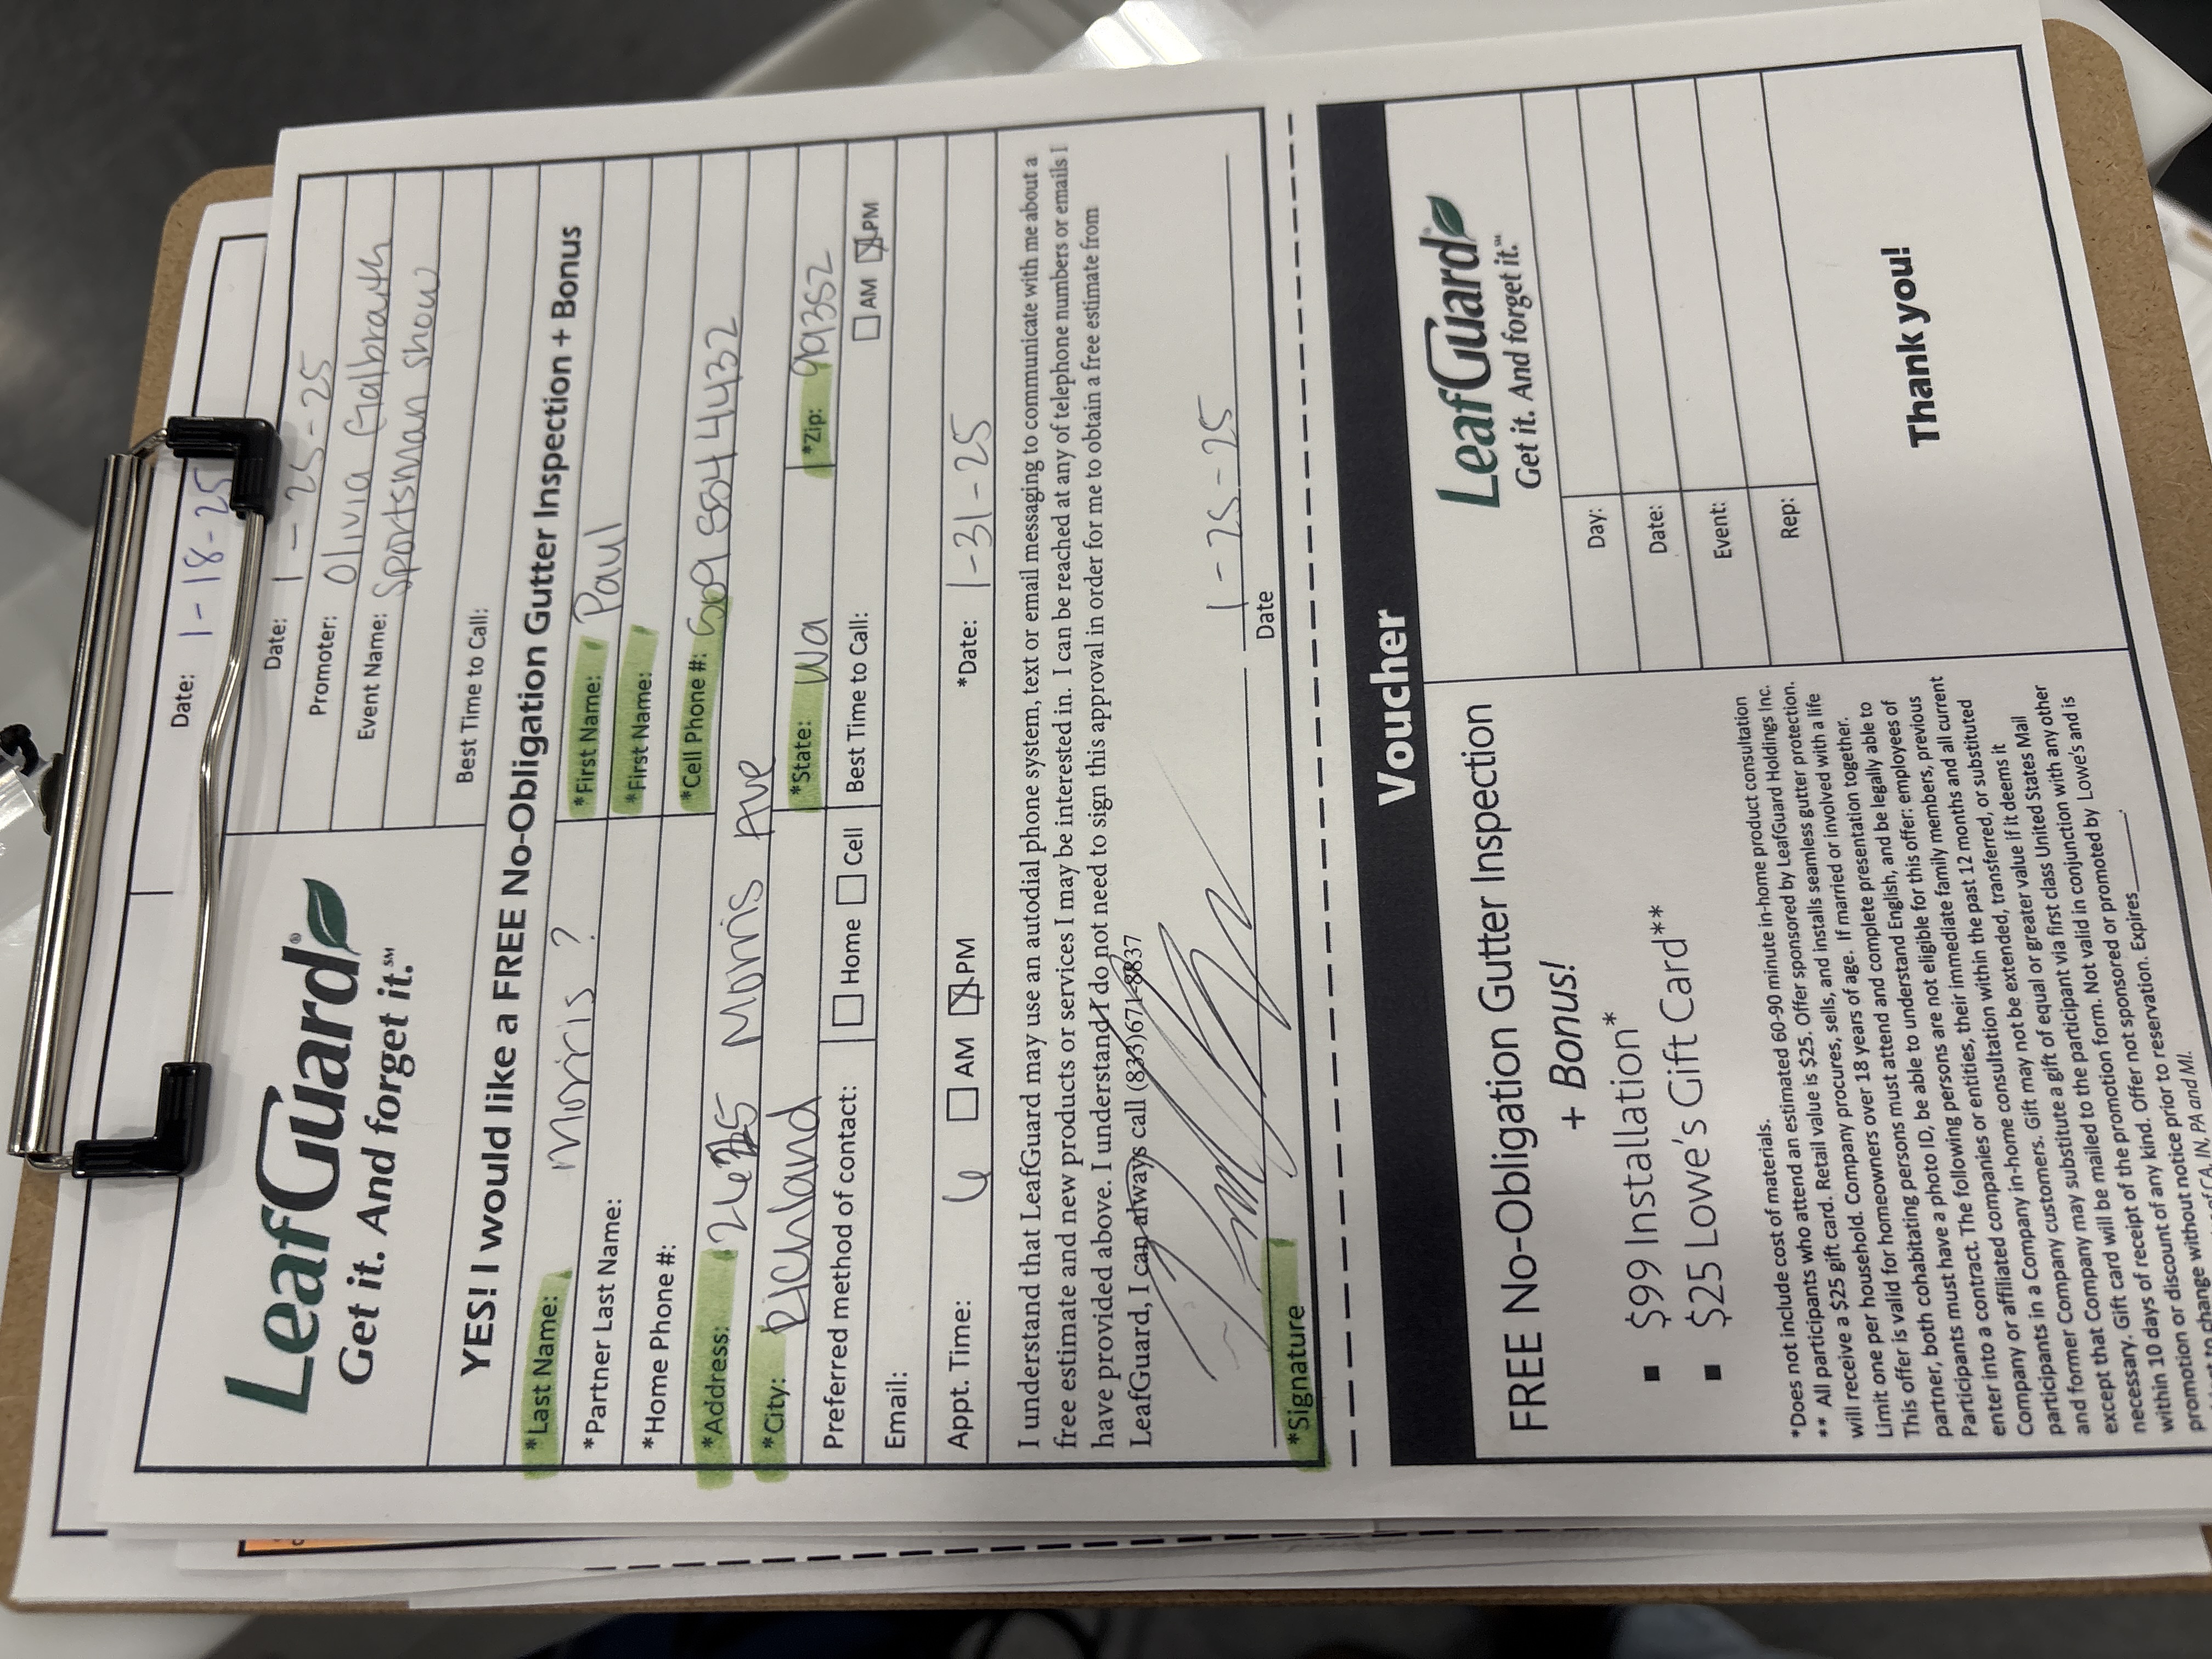 Date: 1-18-25
LeafGuard®
Get it. And forget it.℠
Date: 1-25-25
Promoter: Olivia Galbraith
Event Name: Sportsman show
Best Time to Call:
YES! I would like a FREE No-Obligation Gutter Inspection + Bonus
*Last Name: Morris ? *First Name: Paul
*Partner Last Name: *First Name:
*Home Phone #: *Cell Phone #: 509 554 4432
*Address: Morris Ave
*City: Richland *State: Wa *Zip: 99352
Preferred method of contact: Home Cell Best Time to Call: AM PM
Email:
Appt. Time: 6 AM PM *Date: 1-31-25
I understand that LeafGuard may use an autodial phone system, text or email messaging to communicate with me about a
free estimate and new products or services I may be interested in. I can be reached at any of telephone numbers or emails I
have provided above. I understand I do not need to sign this approval in order for me to obtain a free estimate from
LeafGuard, I can always call (833)671-8837
1-25-25
*Signature Date
Voucher
FREE No-Obligation Gutter Inspection
+ Bonus!
▪ $99 Installation*
▪ $25 Lowe's Gift Card**
*Does not include cost of materials.
** All participants who attend an estimated 60-90 minute in-home product consultation
will receive a $25 gift card. Retail value is $25. Offer sponsored by LeafGuard Holdings Inc.
Limit one per household. Company procures, sells, and installs seamless gutter protection.
This offer is valid for homeowners over 18 years of age. If married or involved with a life
partner, both cohabitating persons must attend and complete presentation together.
Participants must have a photo ID, be able to understand English, and be legally able to
enter into a contract. The following persons are not eligible for this offer: employees of
Company or affiliated companies or entities, their immediate family members, previous
participants in a Company in-home consultation within the past 12 months and all current
and former Company customers. Gift may not be extended, transferred, or substituted
except that Company may substitute a gift of equal or greater value if it deems it
necessary. Gift card will be mailed to the participant via first class United States Mail
within 10 days of receipt of the promotion form. Not valid in conjunction with any other
promotion or discount of any kind. Offer not sponsored or promoted by Lowe's and is
to change without notice prior to reservation. Expires_______.
of CA, IN, PA and MI.
LeafGuard®
Get it. And forget it.℠
Day:
Date:
Event:
Rep:
Thank you!